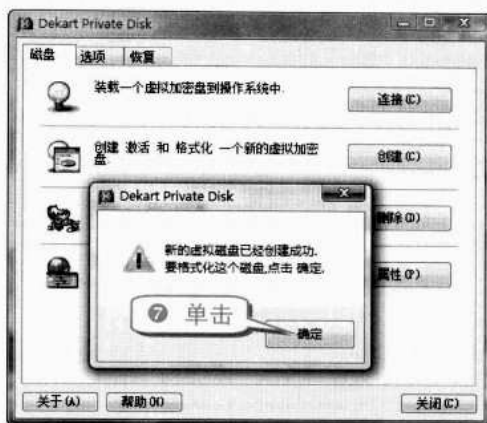 Dekart Private Disk
磁盘 选项 恢复
装载一个虚拟加密盘到操作系统中.
连接(C)
创建 激活 和 格式化 一个新的虚拟加密
盘.
创建(C)
删除(D)
属性(P)
Dekart Private Disk
新的虚拟磁盘已经创建成功.
要格式化这个磁盘,点击 确定.
❼ 单击
确定
关于(A) 帮助(H) 关闭(C)